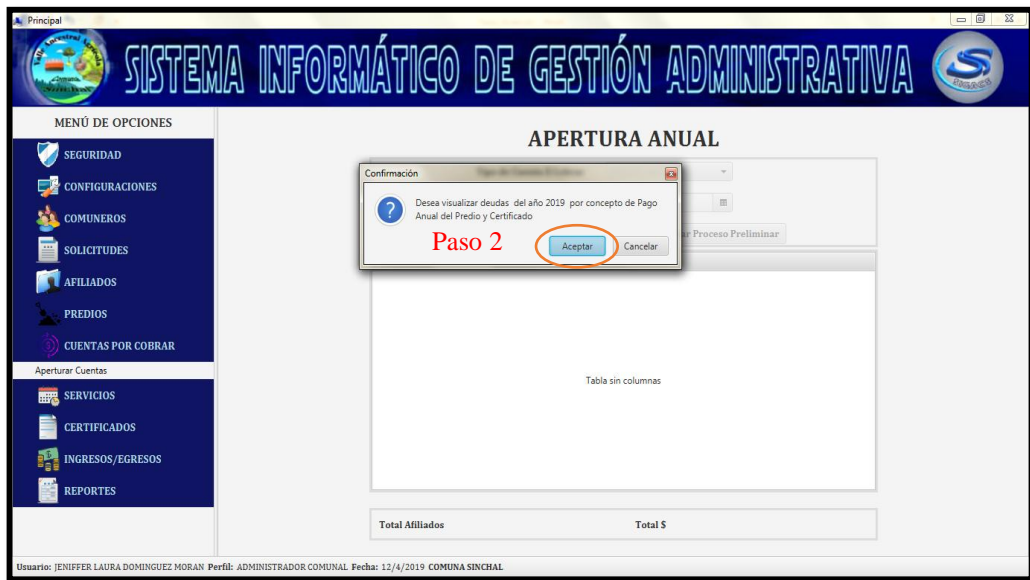 Principal
SISTEMA INFORMÁTICO DE GESTIÓN ADMINISTRATIVA
SIGACS
MENÚ DE OPCIONES
SEGURIDAD
CONFIGURACIONES
COMUNEROS
SOLICITUDES
AFILIADOS
PREDIOS
CUENTAS POR COBRAR
Aperturar Cuentas
SERVICIOS
CERTIFICADOS
INGRESOS/EGRESOS
REPORTES
APERTURA ANUAL
Confirmación
Desea visualizar deudas del año 2019 por concepto de Pago
Anual del Predio y Certificado
Paso 2
Aceptar
Cancelar
Proceso Preliminar
Tabla sin columnas
Total Afiliados
Total $
Usuario: JENIFFER LAURA DOMINGUEZ MORAN Perfil: ADMINISTRADOR COMUNAL Fecha: 12/4/2019 COMUNA SINCHAL